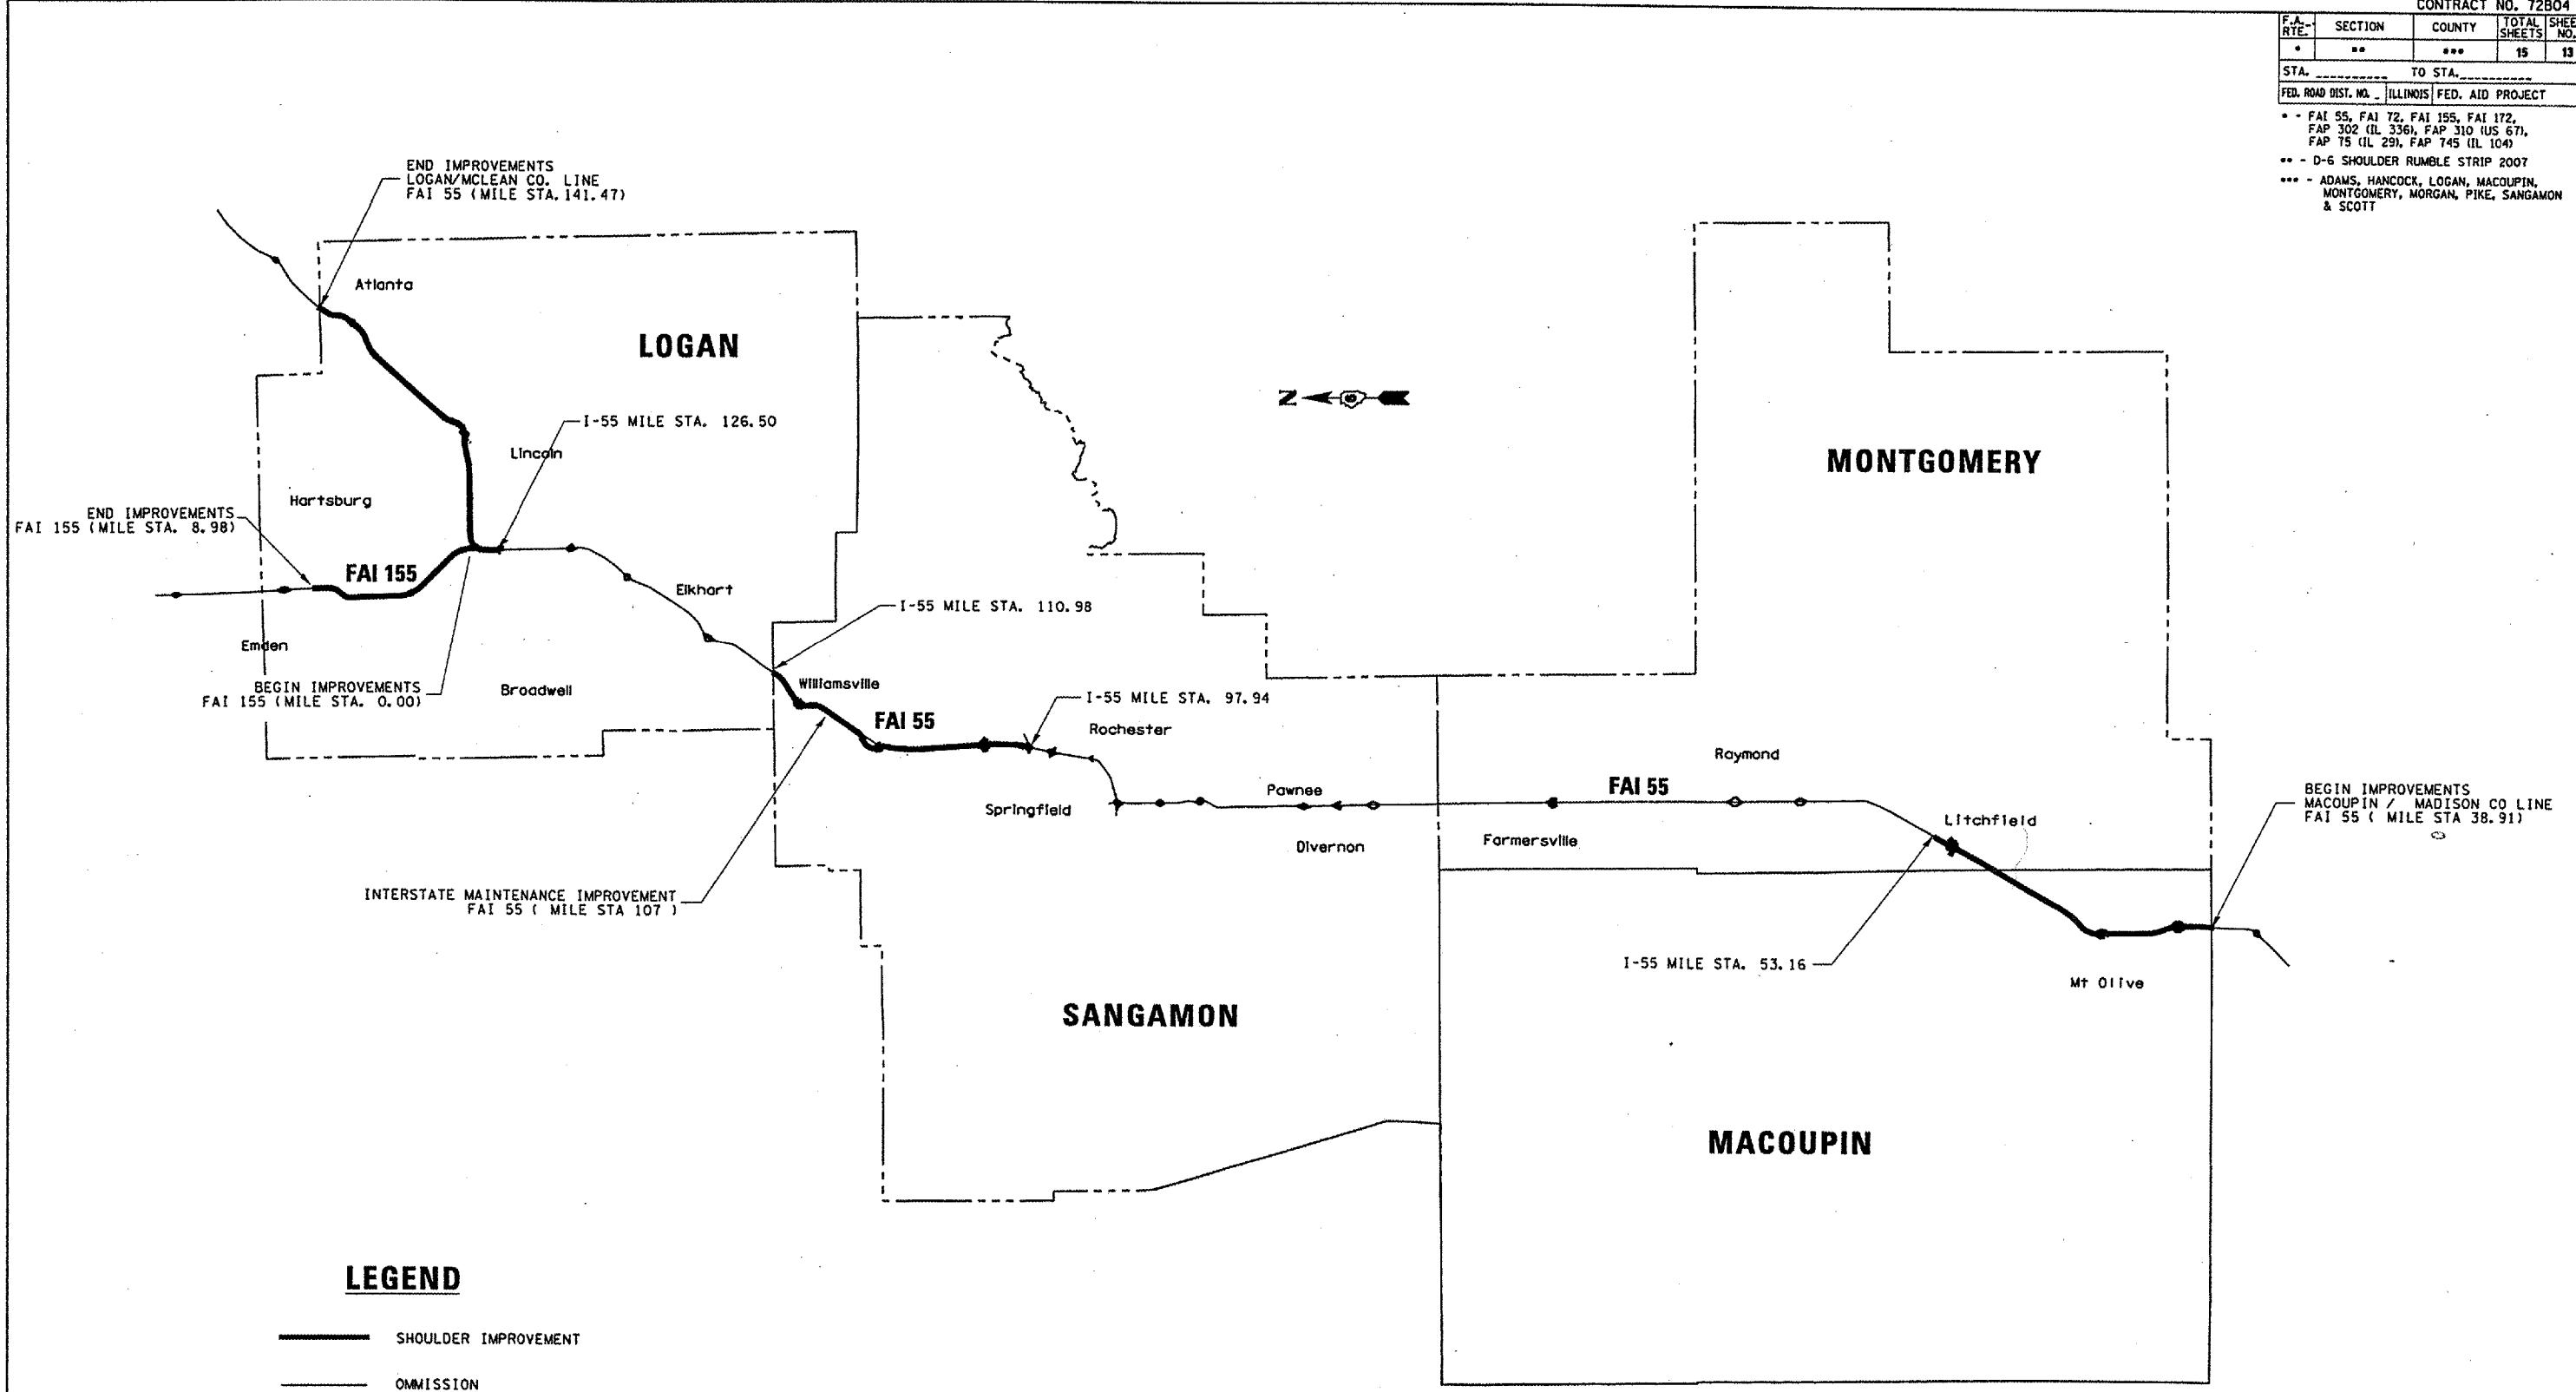 CONTRACT NO. 72B04
F.A.- RTE. SECTION COUNTY TOTAL SHEETS SHEE NO.
* ** *** 15 13
STA. __________ TO STA. __________
FED. ROAD DIST. NO. _ ILLINOIS FED. AID PROJECT
* - FAI 55, FAI 72, FAI 155, FAI 172,
FAP 302 (IL 336), FAP 310 (US 67),
FAP 75 (IL 29), FAP 745 (IL 104)
** - D-6 SHOULDER RUMBLE STRIP 2007
*** - ADAMS, HANCOCK, LOGAN, MACOUPIN,
MONTGOMERY, MORGAN, PIKE, SANGAMON
& SCOTT
END IMPROVEMENTS
LOGAN/MCLEAN CO. LINE
FAI 55 (MILE STA. 141.47)
Atlanta
LOGAN
N
I-55 MILE STA. 126.50
Lincoln
MONTGOMERY
Hartsburg
END IMPROVEMENTS
FAI 155 (MILE STA. 8.98)
FAI 155
Elkhart
I-55 MILE STA. 110.98
Emden
BEGIN IMPROVEMENTS
FAI 155 (MILE STA. 0.00)
Broadwell
Williamsville
I-55 MILE STA. 97.94
FAI 55
Rochester
Raymond
FAI 55
Pawnee
Springfield
BEGIN IMPROVEMENTS
MACOUPIN / MADISON CO LINE
FAI 55 ( MILE STA 38.91)
Litchfield
Farmersville
Divernon
INTERSTATE MAINTENANCE IMPROVEMENT
FAI 55 ( MILE STA 107 )
I-55 MILE STA. 53.16
Mt Olive
SANGAMON
MACOUPIN
LEGEND
SHOULDER IMPROVEMENT
OMMISSION